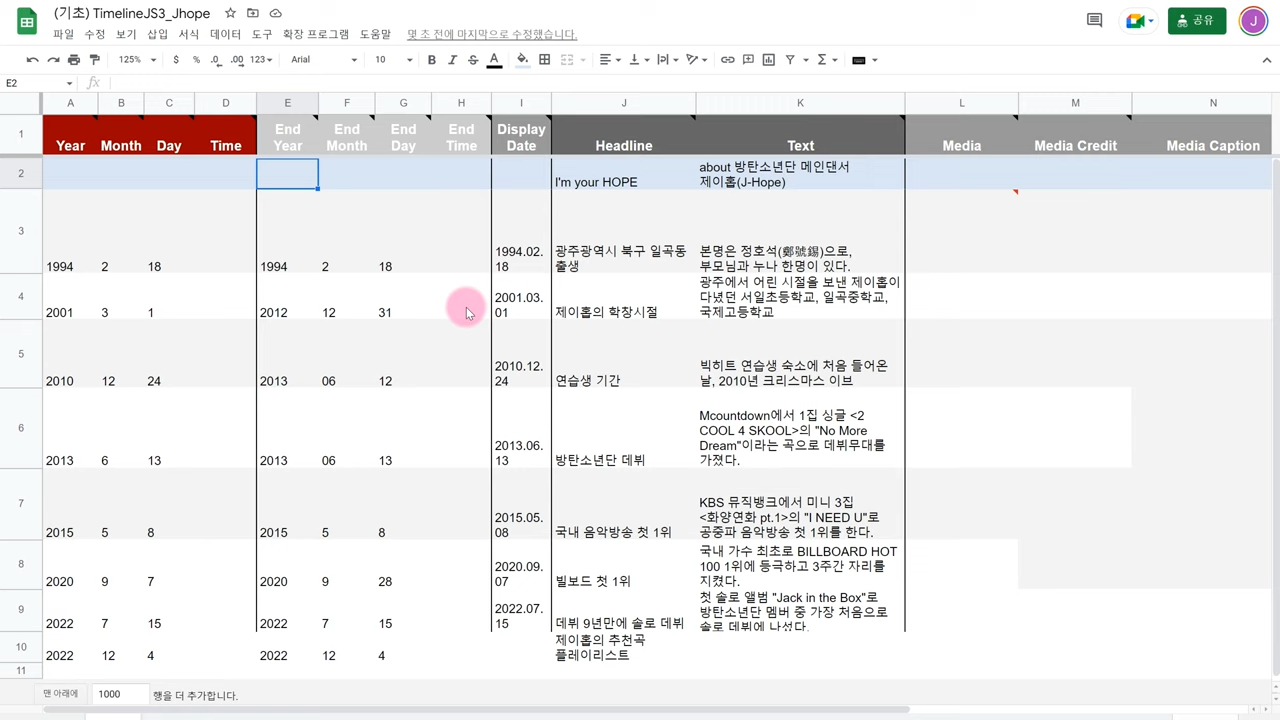 (기초) TimelineJS3_Jhope
파일 수정 보기 삽입 서식 데이터 도구 확장 프로그램 도움말 몇 초 전에 마지막으로 수정했습니다.
공유
J
125% $ % .0 .00 123 Arial 10 B I S A
E2 fx
A B C D E F G H I J K L M N
1 Year Month Day Time End Year End Month End Day End Time Display Date Headline Text Media Media Credit Media Caption
2 I'm your HOPE about 방탄소년단 메인댄서
제이홉(J-Hope)
3 1994 2 18 1994 2 18 1994.02.
18 광주광역시 북구 일곡동
출생 본명은 정호석(鄭號錫)으로,
부모님과 누나 한명이 있다.
4 2001 3 1 2012 12 31 2001.03.
01 제이홉의 학창시절 광주에서 어린 시절을 보낸 제이홉이
다녔던 서일초등학교, 일곡중학교,
국제고등학교
5 2010 12 24 2013 06 12 2010.12.
24 연습생 기간 빅히트 연습생 숙소에 처음 들어온
날, 2010년 크리스마스 이브
6 2013 6 13 2013 06 13 2013.06.
13 방탄소년단 데뷔 Mcountdown에서 1집 싱글 <2
COOL 4 SKOOL>의 "No More
Dream"이라는 곡으로 데뷔무대를
가졌다.
7 2015 5 8 2015 5 8 2015.05.
08 국내 음악방송 첫 1위 KBS 뮤직뱅크에서 미니 3집
<화양연화 pt.1>의 "I NEED U"로
공중파 음악방송 첫 1위를 한다.
8 2020 9 7 2020 9 28 2020.09.
07 빌보드 첫 1위 국내 가수 최초로 BILLBOARD HOT
100 1위에 등극하고 3주간 자리를
지켰다.
9 2022 7 15 2022 7 15 2022.07.
15 데뷔 9년만에 솔로 데뷔 첫 솔로 앨범 "Jack in the Box"로
방탄소년단 멤버 중 가장 처음으로
솔로 데뷔에 나섰다.
10 2022 12 4 2022 12 4 제이홉의 추천곡
플레이리스트
11
맨 아래에 1000 행을 더 추가합니다.